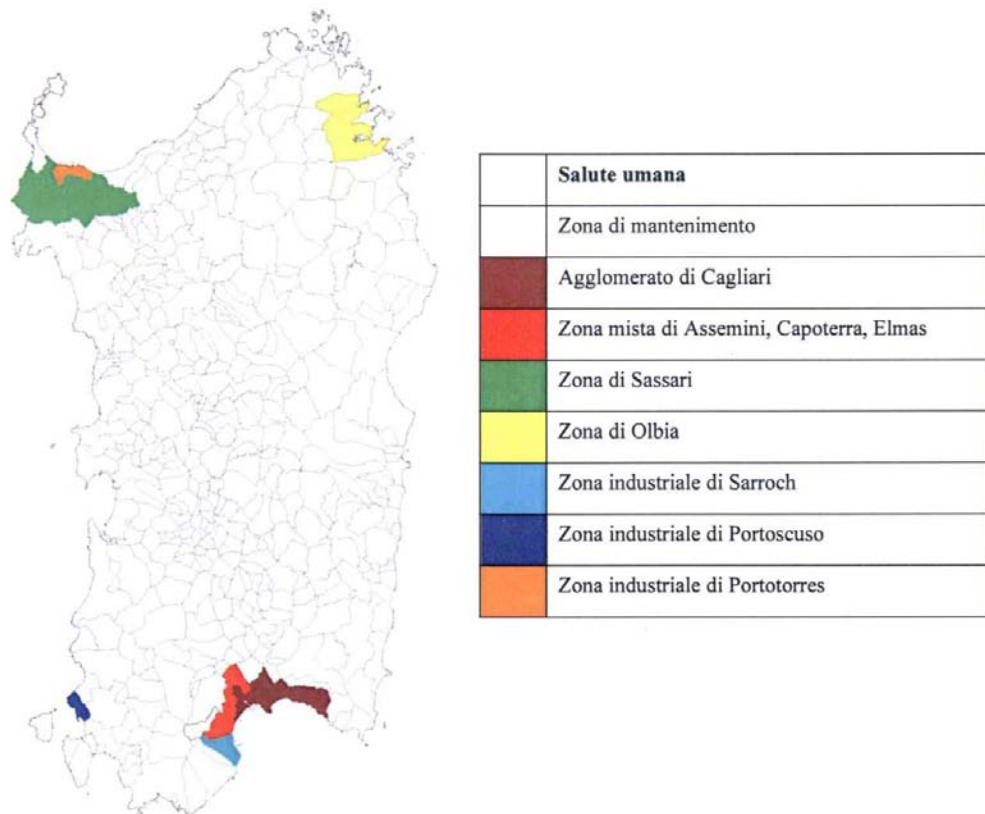 Salute umana
Zona di mantenimento
Agglomerato di Cagliari
Zona mista di Assemini, Capoterra, Elmas
Zona di Sassari
Zona di Olbia
Zona industriale di Sarroch
Zona industriale di Portoscuso
Zona industriale di Portotorres